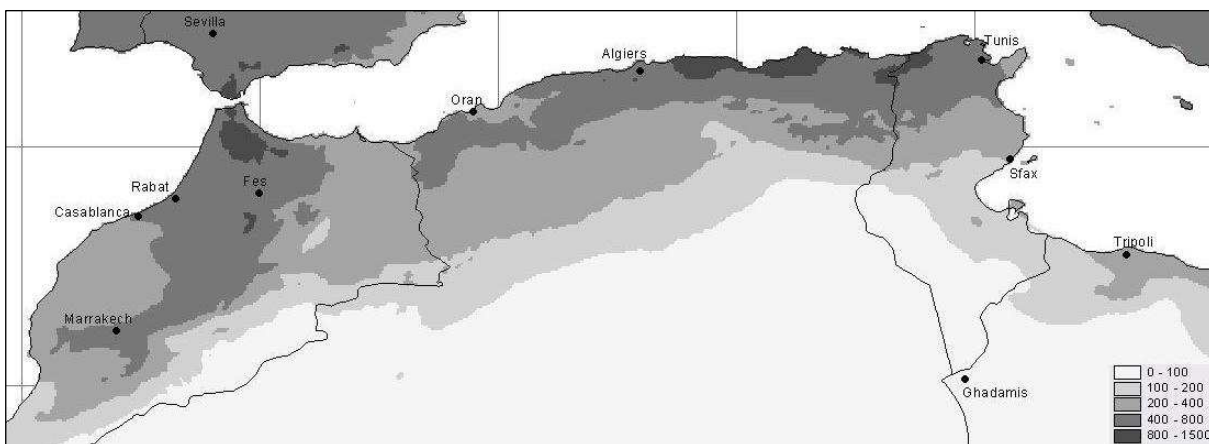 Sevilla
Tunis
Algiers
Oran
Sfax
Rabat
Fes
Casablanca
Tripoli
Marrakech
Ghadamis
0 - 100
100 - 200
200 - 400
400 - 800
800 - 1500